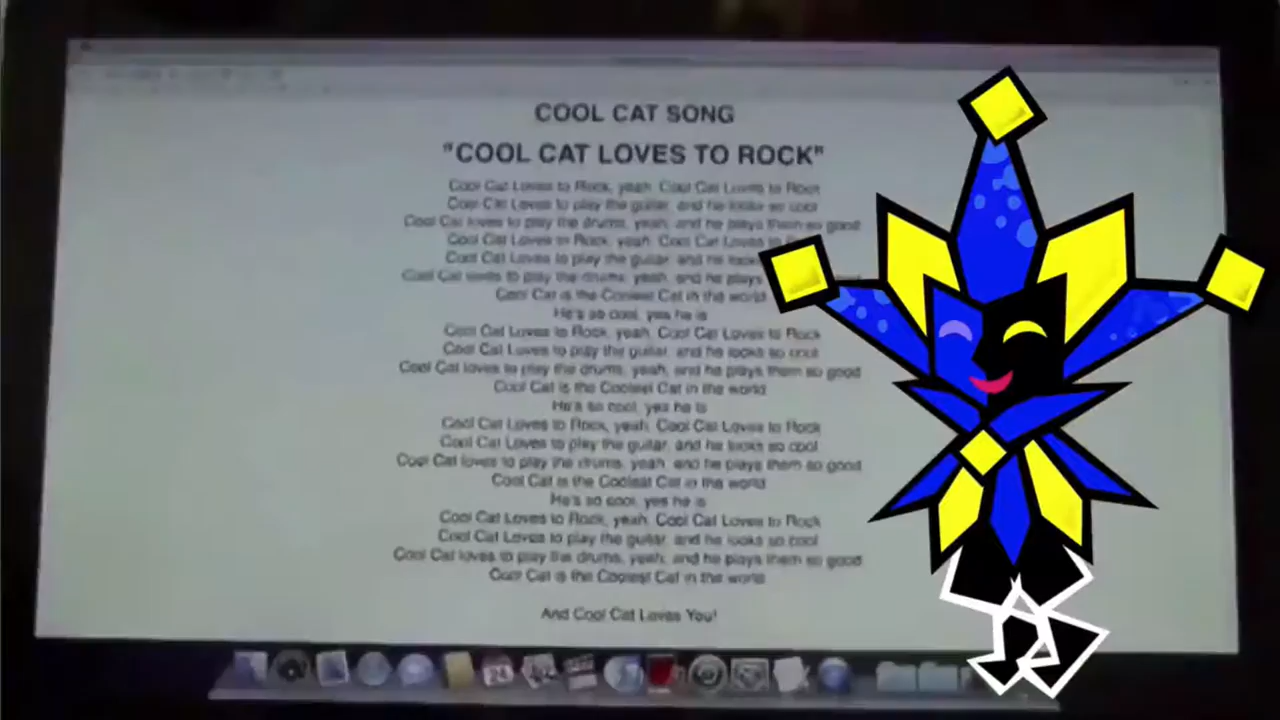 COOL CAT SONG
"COOL CAT LOVES TO ROCK"
Cool Cat Loves to Rock, yeah. Cool Cat Loves to Rock
Cool Cat Loves to play the guitar, and he looks so cool
Cool Cat loves to play the drums, yeah, and he plays them so good
Cool Cat Loves to Rock, yeah. Cool Cat Loves to
Cool Cat Loves to play the guitar, and he
Cool Cat loves to play the drums, yeah, and he plays
Cool Cat is the Coolest Cat in the world
He's so cool, yes he is
Cool Cat Loves to Rock, yeah. Cool Cat Loves to Rock
Cool Cat Loves to play the guitar, and he looks so cool
Cool Cat loves to play the drums, yeah, and he plays them so good
Cool Cat is the Coolest Cat in the world
He's so cool, yes he is
Cool Cat Loves to Rock, yeah. Cool Cat Loves to Rock
Cool Cat Loves to play the guitar, and he looks so cool
Cool Cat loves to play the drums, yeah, and he plays them so good
Cool Cat is the Coolest Cat in the world
He's so cool, yes he is
Cool Cat Loves to Rock, yeah. Cool Cat Loves to Rock
Cool Cat Loves to play the guitar, and he looks so cool
Cool Cat loves to play the drums, yeah, and he plays them so good
Cool Cat is the Coolest Cat in the world
And Cool Cat Loves You!
24